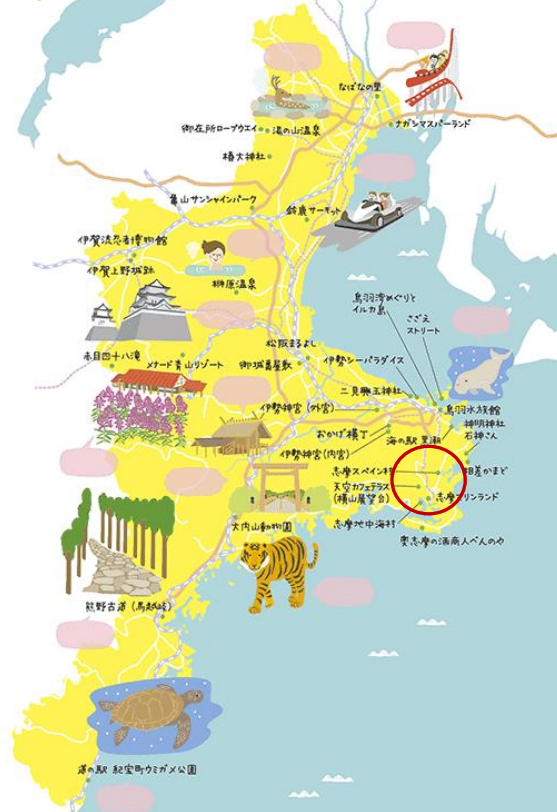 なばなの里
ナガシマスパーランド
御在所ロープウエイ
湯の山温泉
椿大神社
亀山サンシャインパーク
鈴鹿サーキット
伊賀流忍者博物館
伊賀上野城跡
榊原温泉
鳥羽湾めぐりと
イルカ島
さざえ
ストリート
松阪まるよし
赤目四十八滝
メナード青山リゾート
御城番屋敷
伊勢シーパラダイス
二見興玉神社
伊勢神宮(外宮)
鳥羽水族館
神明神社
石神さん
おかげ横丁
海の駅 黒潮
伊勢神宮(内宮)
志摩スペイン村
相差かまど
天空カフェテラス
(横山展望台)
志摩マリンランド
大内山動物園
志摩地中海村
奥志摩の酒商人べんのや
熊野古道(馬越峠)
道の駅 紀宝町ウミガメ公園